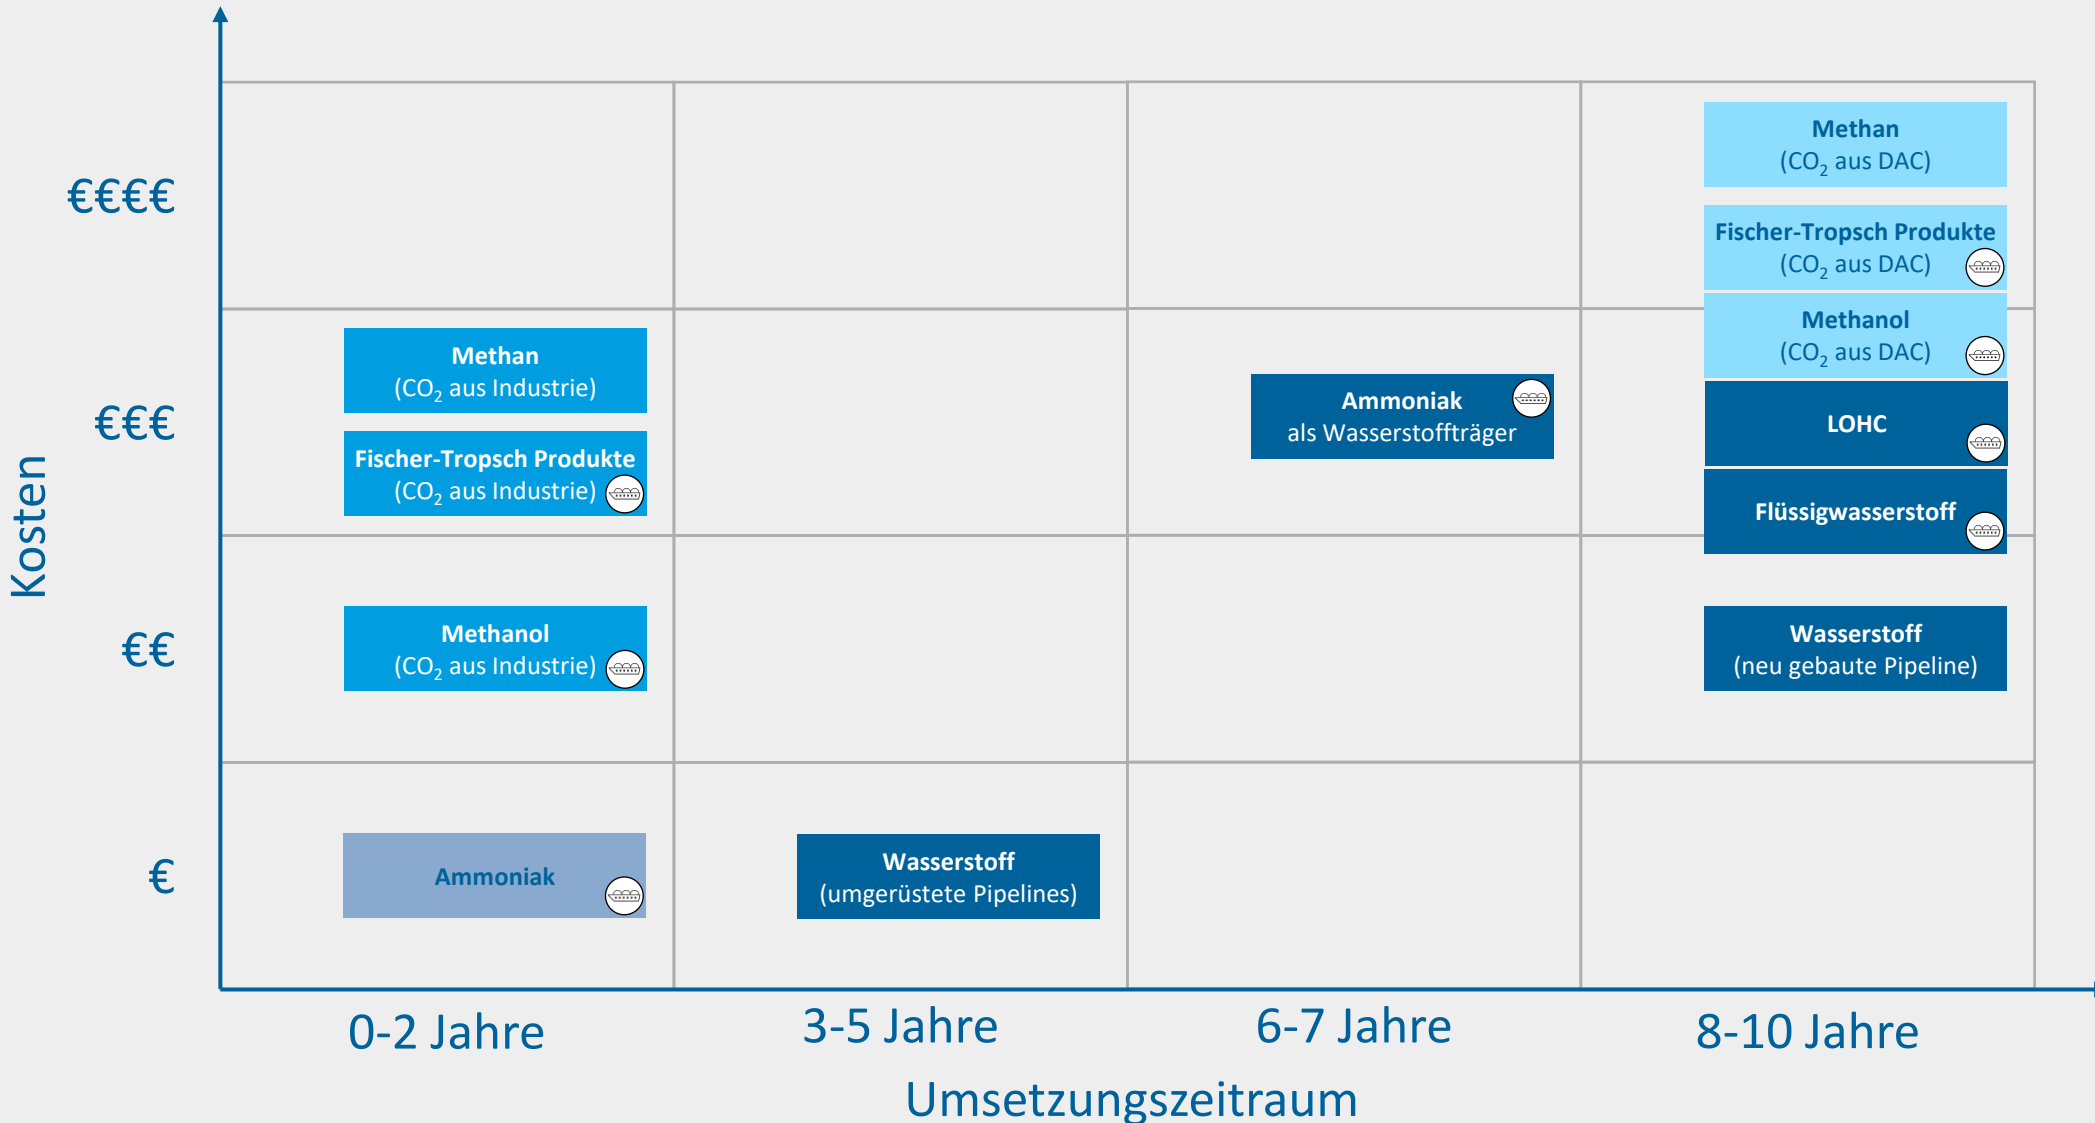 Kosten
€€€€
€€€
€€
€
Methan
(CO₂ aus DAC)
Fischer-Tropsch Produkte
(CO₂ aus DAC)
Methanol
(CO₂ aus DAC)
LOHC
Flüssigwasserstoff
Wasserstoff
(neu gebaute Pipeline)
Methan
(CO₂ aus Industrie)
Fischer-Tropsch Produkte
(CO₂ aus Industrie)
Ammoniak
als Wasserstoffträger
Methanol
(CO₂ aus Industrie)
Ammoniak
Wasserstoff
(umgerüstete Pipelines)
0-2 Jahre
3-5 Jahre
6-7 Jahre
8-10 Jahre
Umsetzungszeitraum